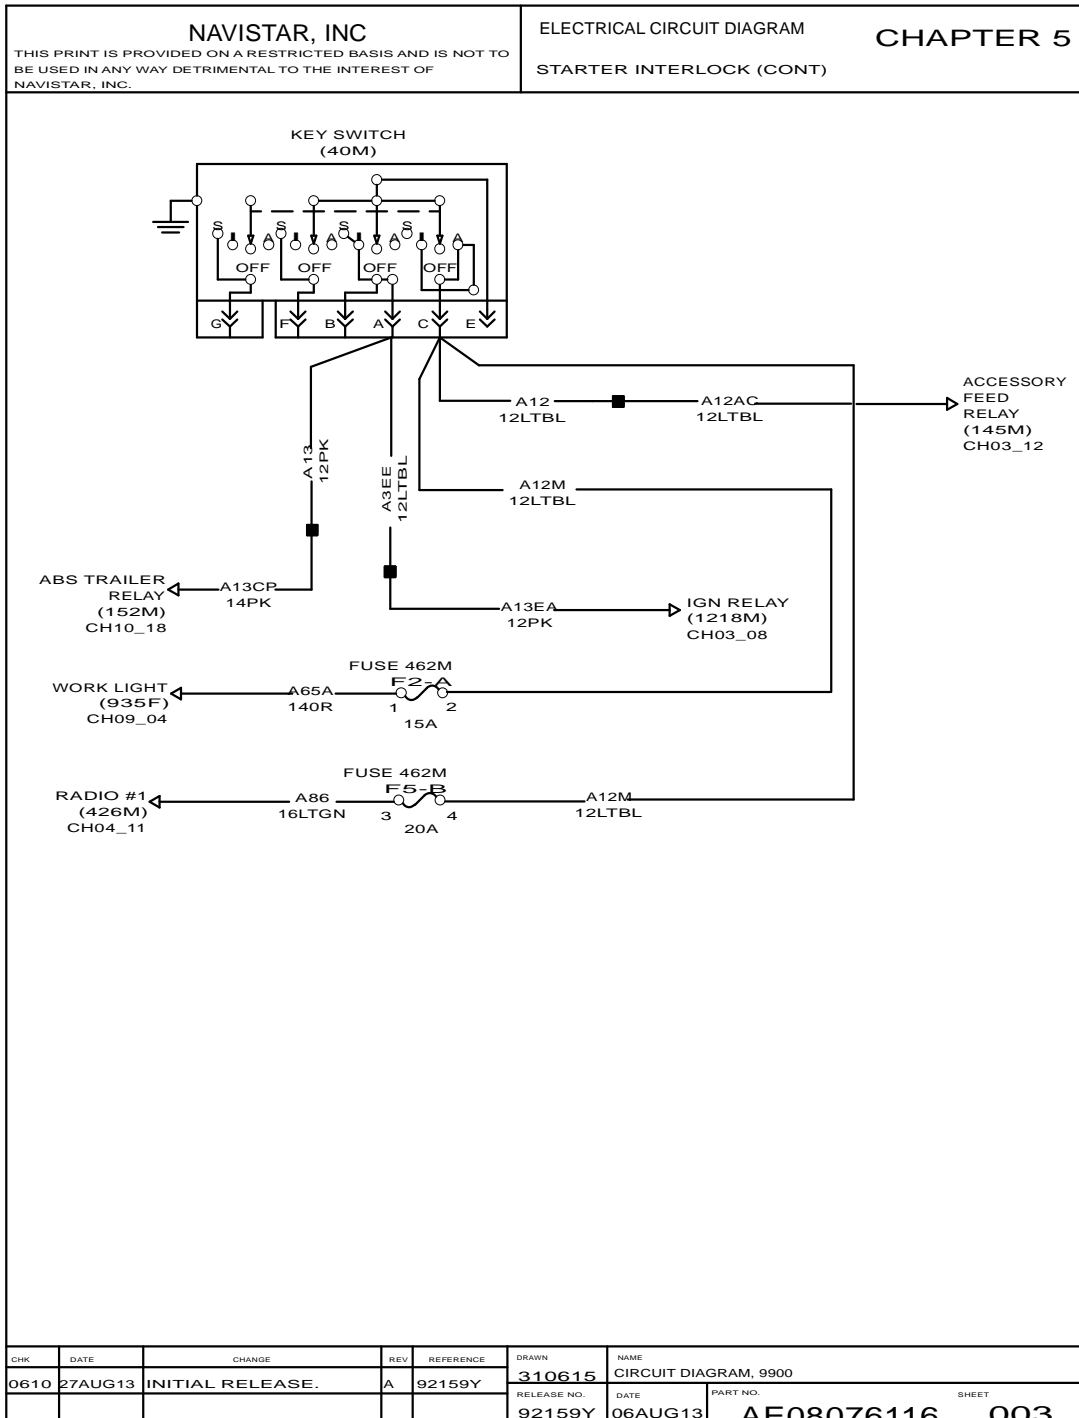 NAVISTAR, INC
THIS PRINT IS PROVIDED ON A RESTRICTED BASIS AND IS NOT TO
BE USED IN ANY WAY DETRIMENTAL TO THE INTEREST OF
NAVISTAR, INC.
ELECTRICAL CIRCUIT DIAGRAM
STARTER INTERLOCK (CONT)
CHAPTER 5
KEY SWITCH
(40M)
S I A S I A S I A S I A
OFF OFF OFF OFF
G F B A C E
A12
12LTBL
A12AC
12LTBL
ACCESSORY
FEED
RELAY
(145M)
CH03_12
A13
12PK
A3EE
12LTBL
A12M
12LTBL
ABS TRAILER
RELAY
(152M)
CH10_18
A13CP
14PK
A13EA
12PK
IGN RELAY
(1218M)
CH03_08
FUSE 462M
F2-A
WORK LIGHT
(935F)
CH09_04
A65A
140R
1 2
15A
FUSE 462M
F5-B
RADIO #1
(426M)
CH04_11
A86
16LTGN
3 4
20A
A12M
12LTBL
CHK DATE CHANGE REV REFERENCE
0610 27AUG13 INITIAL RELEASE. A 92159Y
DRAWN
310615
NAME
CIRCUIT DIAGRAM, 9900
RELEASE NO.
92159Y
DATE
06AUG13
PART NO.
AE08076116
SHEET
003